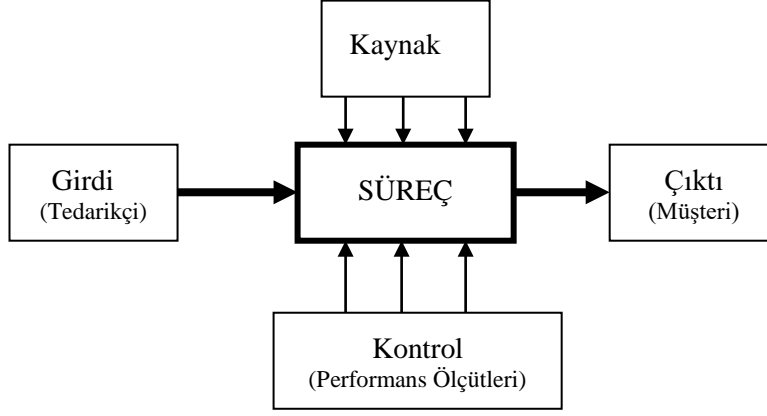 Kaynak
Girdi
(Tedarikçi)
SÜREÇ
Çıktı
(Müşteri)
Kontrol
(Performans Ölçütleri)